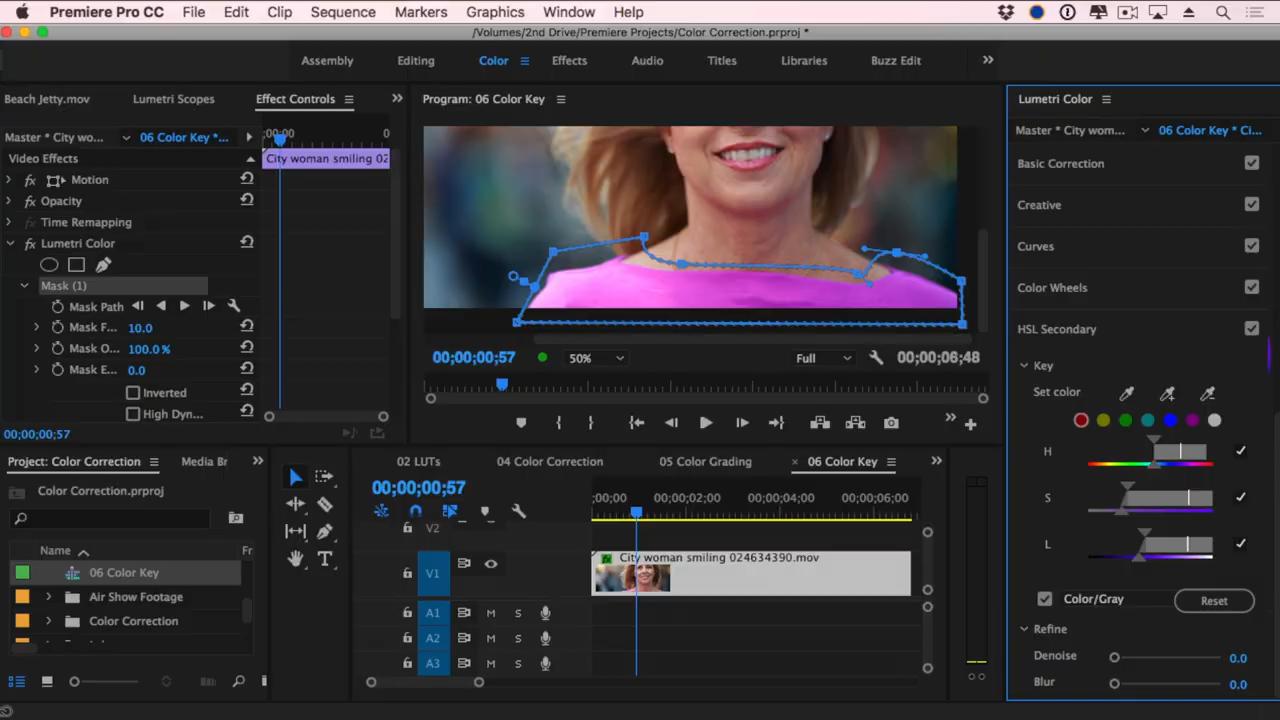 Premiere Pro CC File Edit Clip Sequence Markers Graphics Window Help
/Volumes/2nd Drive/Premiere Projects/Color Correction.prproj *
Assembly Editing Color Effects Audio Titles Libraries Buzz Edit
Beach Jetty.mov Lumetri Scopes Effect Controls
Master * City wo... 06 Color Key *...
;00;00 0
Video Effects
City woman smiling 02
fx Motion
fx Opacity
Time Remapping
fx Lumetri Color
Mask (1)
Mask Path
Mask F... 10.0
Mask O... 100.0 %
Mask E... 0.0
Inverted
High Dyn...
00;00;00;57
Program: 06 Color Key
00;00;00;57 50% Full 00;00;06;48
Lumetri Color
Master * City wom... 06 Color Key * Ci...
Basic Correction
Creative
Curves
Color Wheels
HSL Secondary
Key
Set color
H
S
L
Color/Gray Reset
Refine
Denoise 0.0
Blur 0.0
Project: Color Correction Media Br
Color Correction.prproj
Name Fr
06 Color Key
Air Show Footage
Color Correction
02 LUTs 04 Color Correction 05 Color Grading 06 Color Key
00;00;00;57
;00;00 00;00;02;00 00;00;04;00 00;00;06;00
V2
V1 fx City woman smiling 024634390.mov
A1 M S
A2 M S
A3 M S